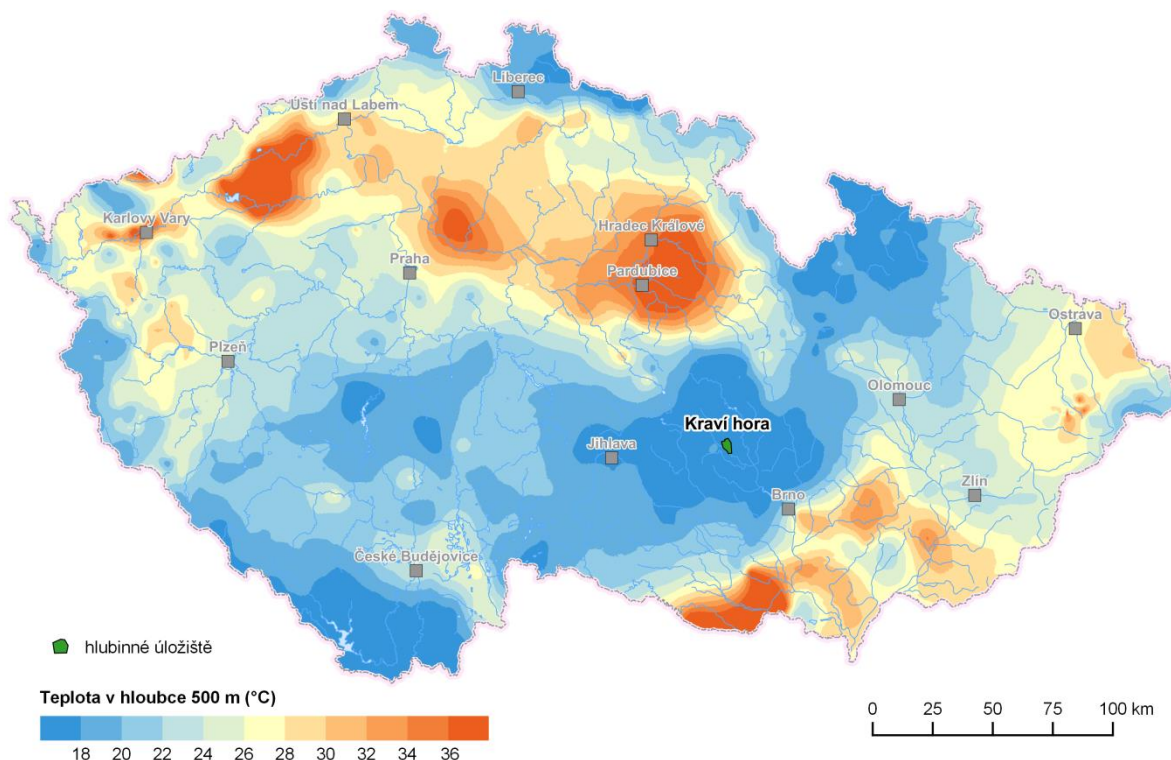 Liberec
Ústí nad Labem
Karlovy Vary
Hradec Králové
Praha
Pardubice
Ostrava
Plzeň
Olomouc
Kraví hora
Jihlava
Zlín
Brno
České Budějovice
hlubinné úložiště
Teplota v hloubce 500 m (°C)
18 20 22 24 26 28 30 32 34 36
0 25 50 75 100 km